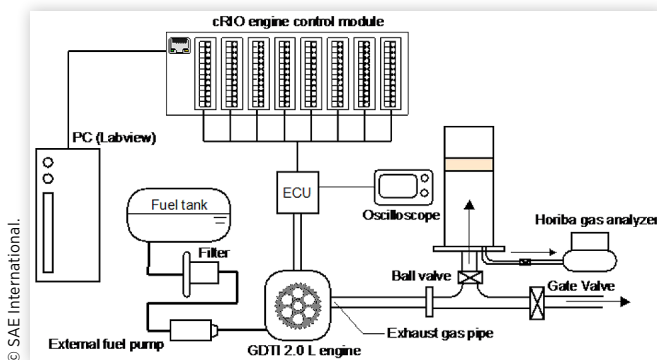 cRIO engine control module
PC (Labview)
ECU
Oscilloscope
Fuel tank
Filter
Horiba gas analyzer
Ball valve
Gate Valve
External fuel pump
Exhaust gas pipe
GDTI 2.0 L engine
© SAE International.